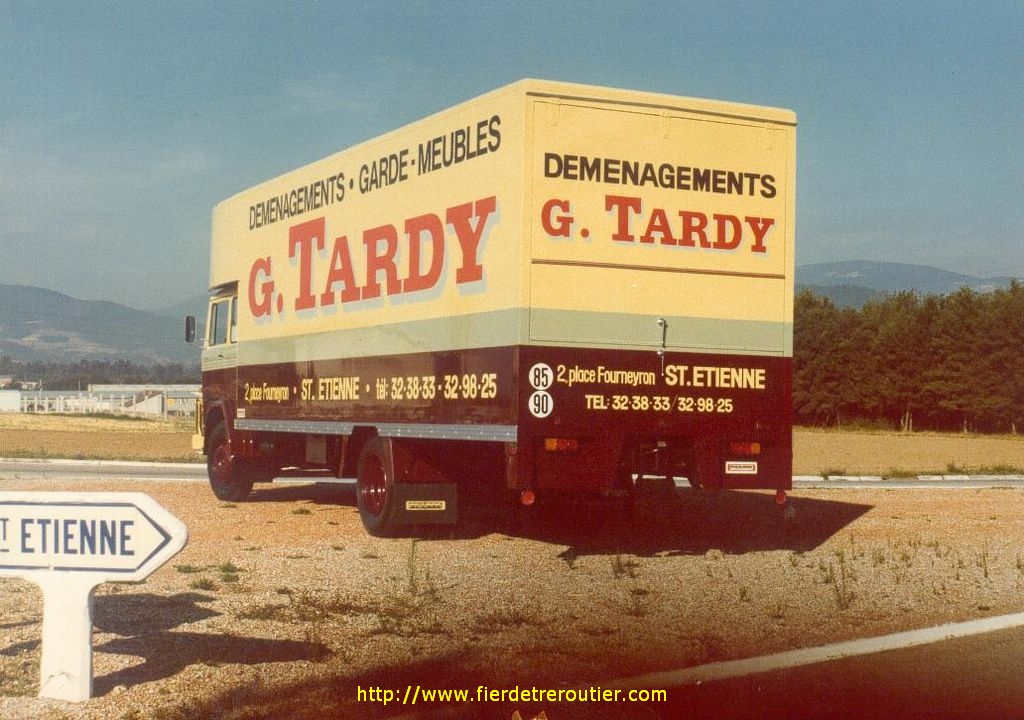 DEMENAGEMENTS • GARDE-MEUBLES
G. TARDY
2, place Fourneyron • ST. ETIENNE • tél: 32-38-33 - 32-98-25
DEMENAGEMENTS
G. TARDY
85
90
2, place Fourneyron - ST. ETIENNE
TEL: 32-38-33 / 32-98-25
T ETIENNE
http://www.fierdetreroutier.com